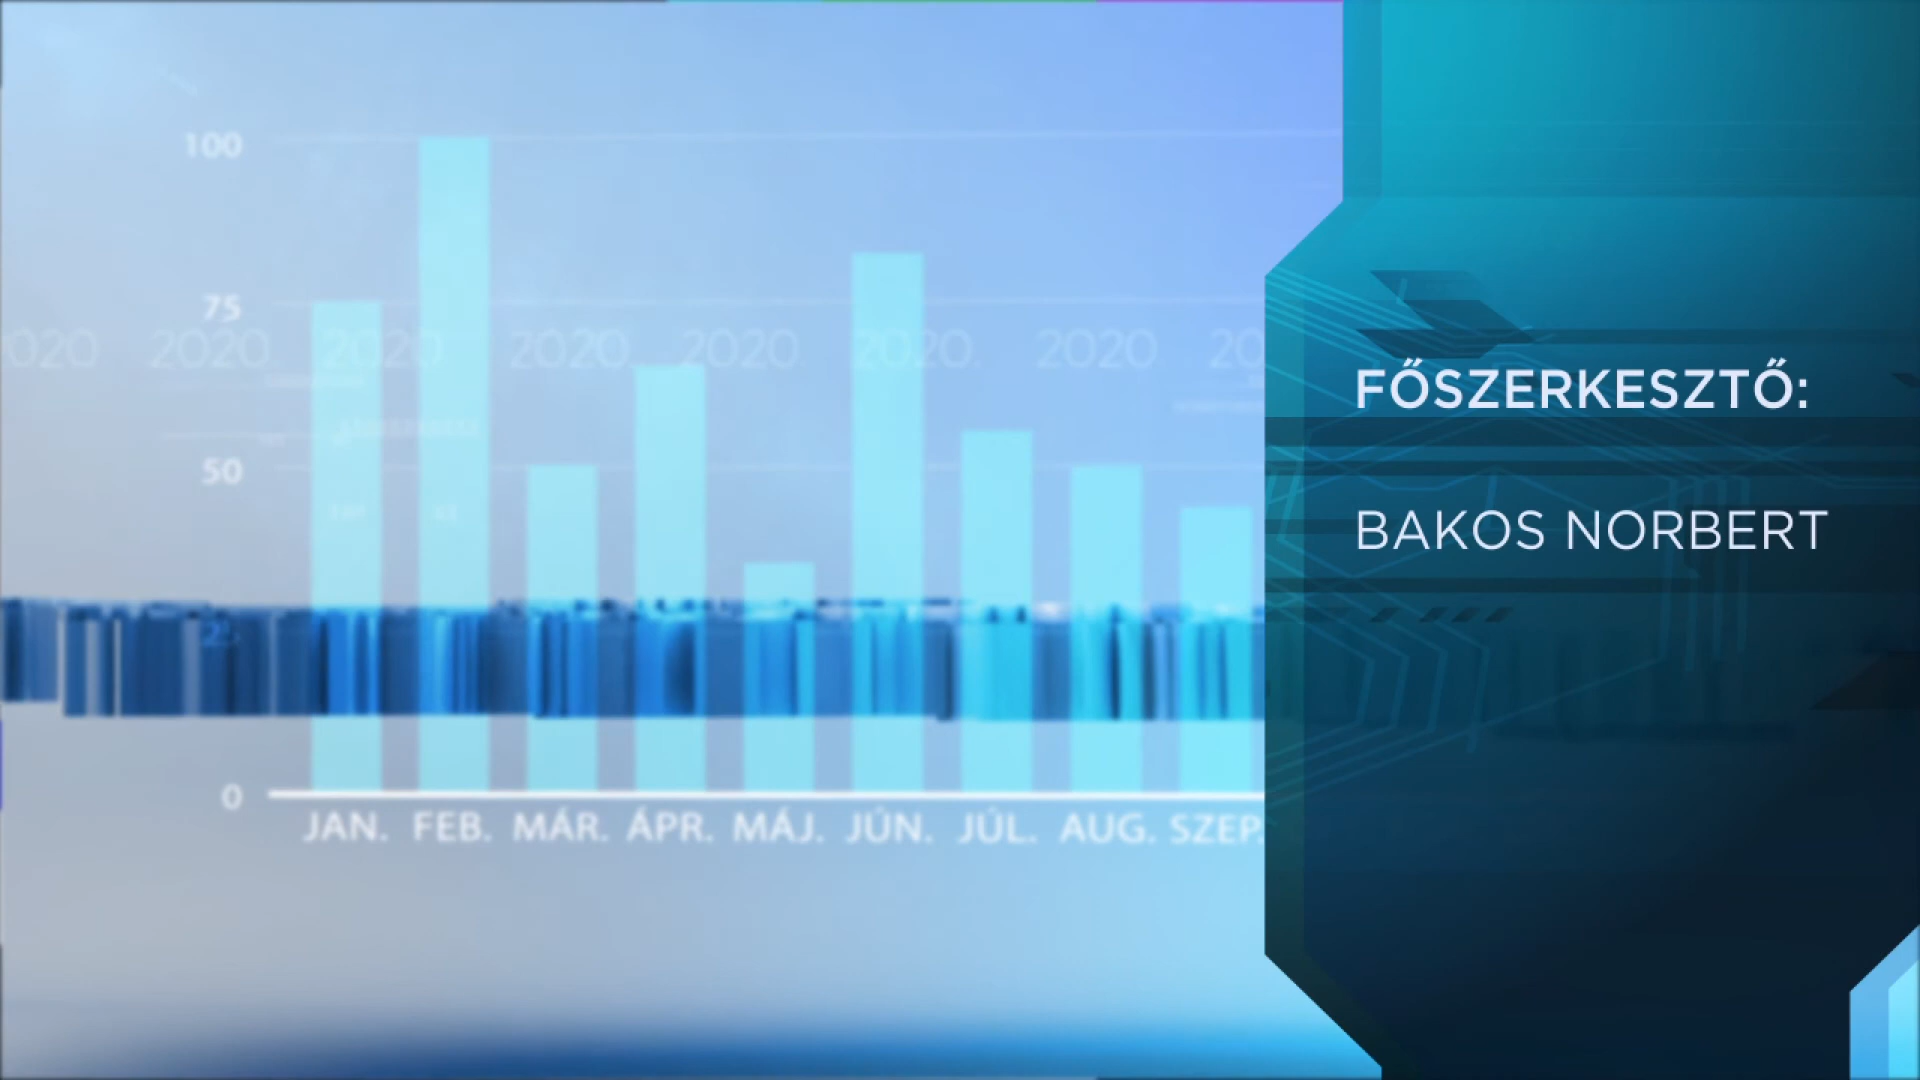 100
75
2020. 2020. 2020. 2020. 2020. 2020.
50
0
JAN. FEB. MÁR. ÁPR. MÁJ. JÚN. JÚL. AUG. SZEP.
FŐSZERKESZTŐ:
BAKOS NORBERT